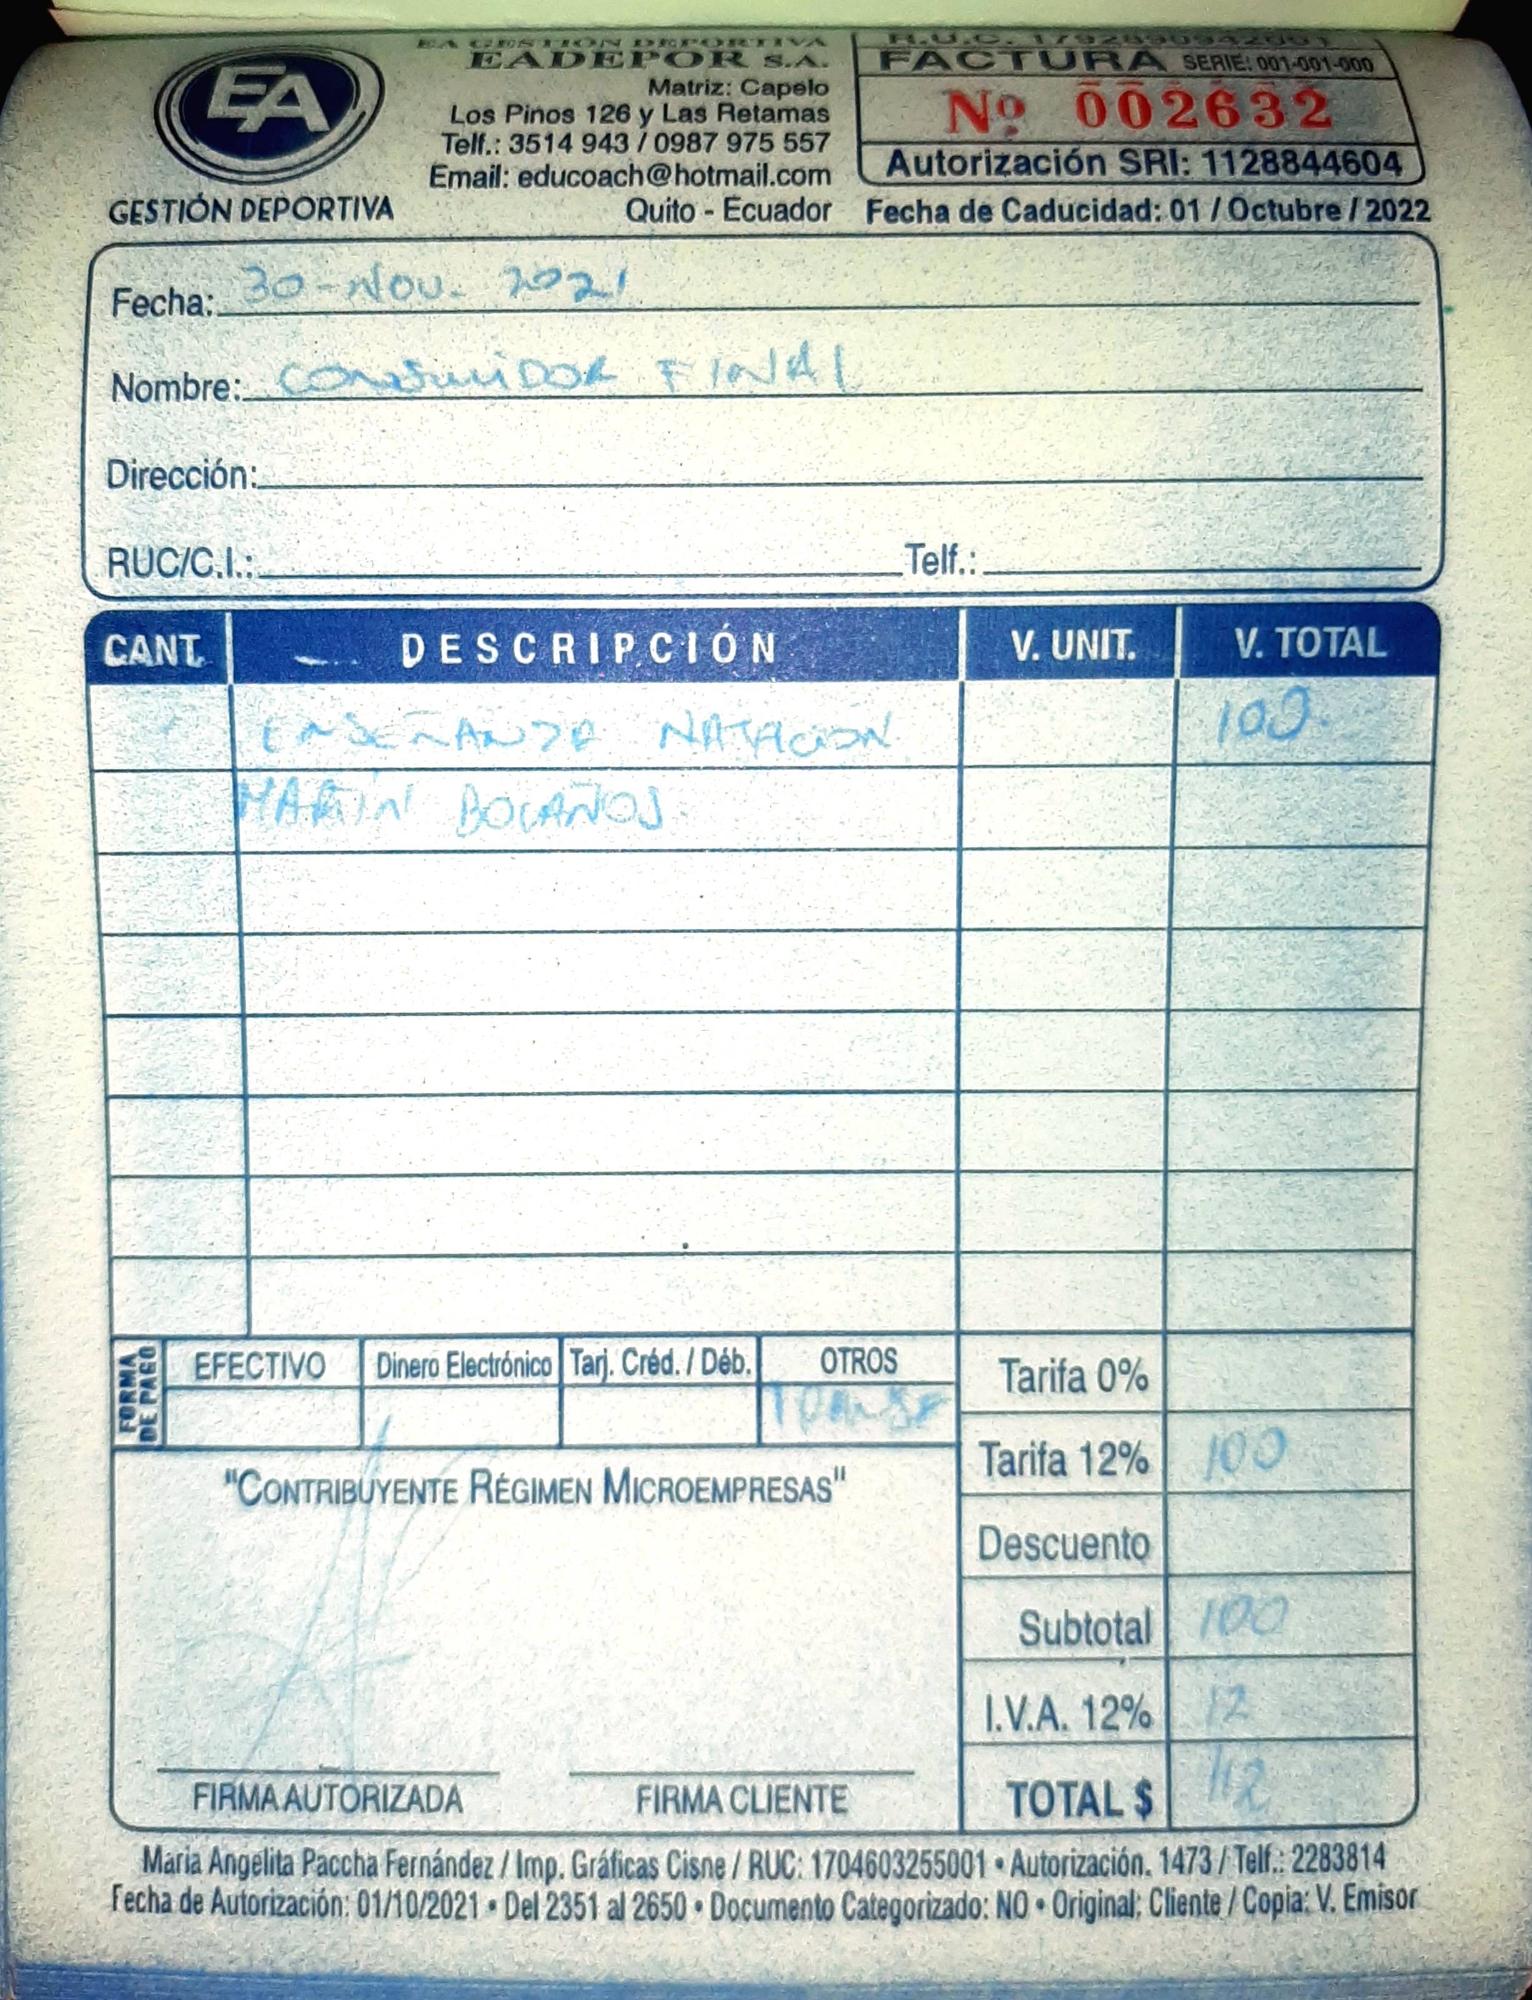 EA GESTIÓN DEPORTIVA
EADEPOR S.A.
Matriz: Capelo
Los Pinos 126 y Las Retamas
Telf.: 3514 943 / 0987 975 557
Email: educoach@hotmail.com
Quito - Ecuador
EA
GESTIÓN DEPORTIVA
R.U.C. 1792890942001
FACTURA SERIE: 001-001-000
Nº 002632
Autorización SRI: 1128844604
Fecha de Caducidad: 01 / Octubre / 2022
Fecha: 30-Nov. 2021
Nombre: CONSUMIDOR FINAL
Dirección:
RUC/C.I.: Telf.:
CANT. DESCRIPCIÓN V. UNIT. V. TOTAL
ENSEÑANZA NATACION 100.
MARTIN BOLAÑOS
FORMA DE PAGO
EFECTIVO Dinero Electrónico Tarj. Créd. / Déb. OTROS
TRANSF
Tarifa 0%
Tarifa 12% 100
Descuento
Subtotal 100
I.V.A. 12% 12
TOTAL $ 112
"CONTRIBUYENTE RÉGIMEN MICROEMPRESAS"
FIRMA AUTORIZADA FIRMA CLIENTE
Maria Angelita Paccha Fernández / Imp. Gráficas Cisne / RUC: 1704603255001 • Autorización. 1473 / Telf.: 2283814
Fecha de Autorización: 01/10/2021 • Del 2351 al 2650 • Documento Categorizado: NO • Original; Cliente / Copia: V. Emisor